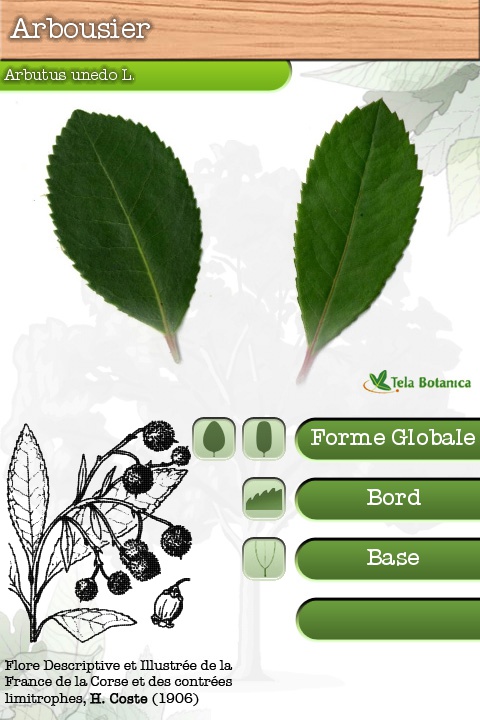 Arbousier
Arbutus unedo L.
Tela Botanica
Forme Globale
Bord
Base
Flore Descriptive et Illustrée de la
France de la Corse et des contrées
limitrophes, H. Coste (1906)